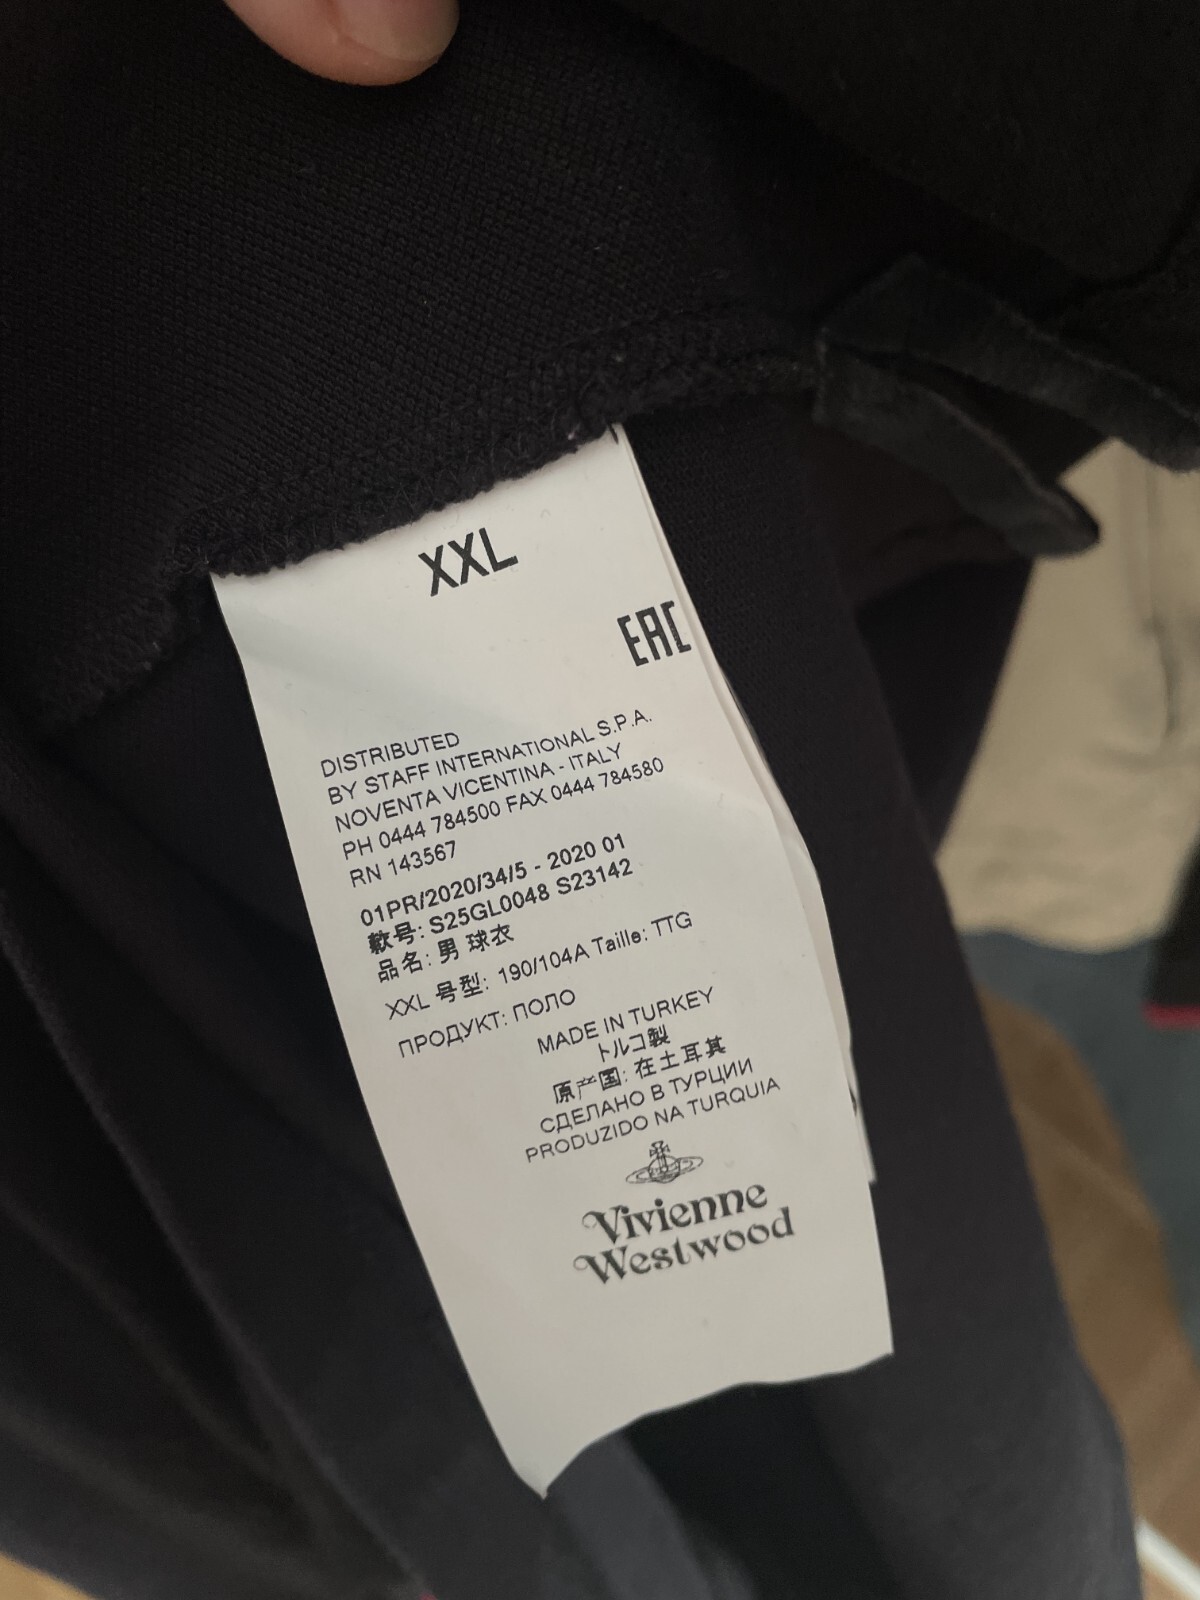 XXL
EAC
DISTRIBUTED
BY STAFF INTERNATIONAL S.P.A.
NOVENTA VICENTINA - ITALY
PH 0444 784500 FAX 0444 784580
RN 143567
01PR/2020/34/5 - 2020 01
款号: S25GL0048 S23142
品名: 男 球衣
XXL 号型: 190/104A Taille: TTG
ПРОДУКТ: ПОЛО
MADE IN TURKEY
トルコ製
原产国: 在土耳其
СДЕЛАНО В ТУРЦИИ
PRODUZIDO NA TURQUIA
Vivienne
Westwood